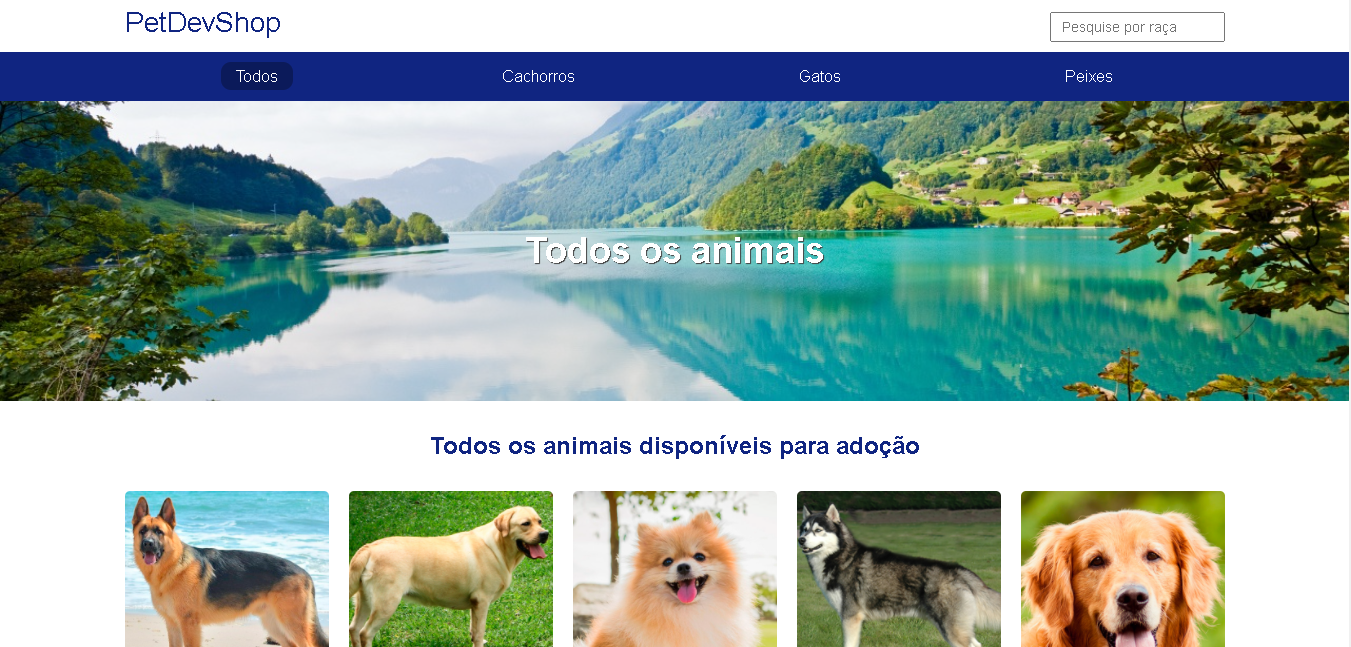 PetDevShop
Pesquise por raça
Todos
Cachorros
Gatos
Peixes
Todos os animais
Todos os animais disponíveis para adoção